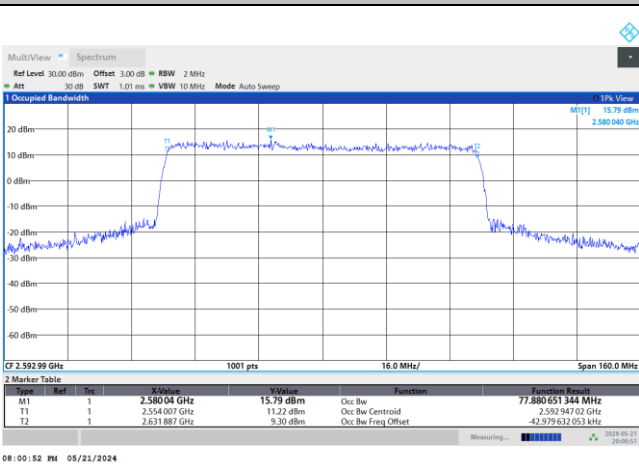 MultiView Spectrum
Ref Level 30.00 dBm Offset 3.00 dB RBW 2 MHz
Att 30 dB SWT 1.01 ms VBW 10 MHz Mode Auto Sweep
1 Occupied Bandwidth 1Pk View
M1[1] 15.79 dBm
2.580 040 GHz
20 dBm
T1 M1 T2
10 dBm
0 dBm
-10 dBm
-20 dBm
-30 dBm
-40 dBm
-50 dBm
-60 dBm
CF 2.592 99 GHz 1001 pts 16.0 MHz/ Span 160.0 MHz
2 Marker Table
Type Ref Trc X-Value Y-Value Function Function Result
M1 1 2.580 04 GHz 15.79 dBm Occ Bw 77.880 651 344 MHz
T1 1 2.554 007 GHz 11.22 dBm Occ Bw Centroid 2.592 947 02 GHz
T2 1 2.631 887 GHz 9.30 dBm Occ Bw Freq Offset -42.979 632 053 kHz
Measuring... 2024-05-21
20:00:51
08:00:52 PM 05/21/2024